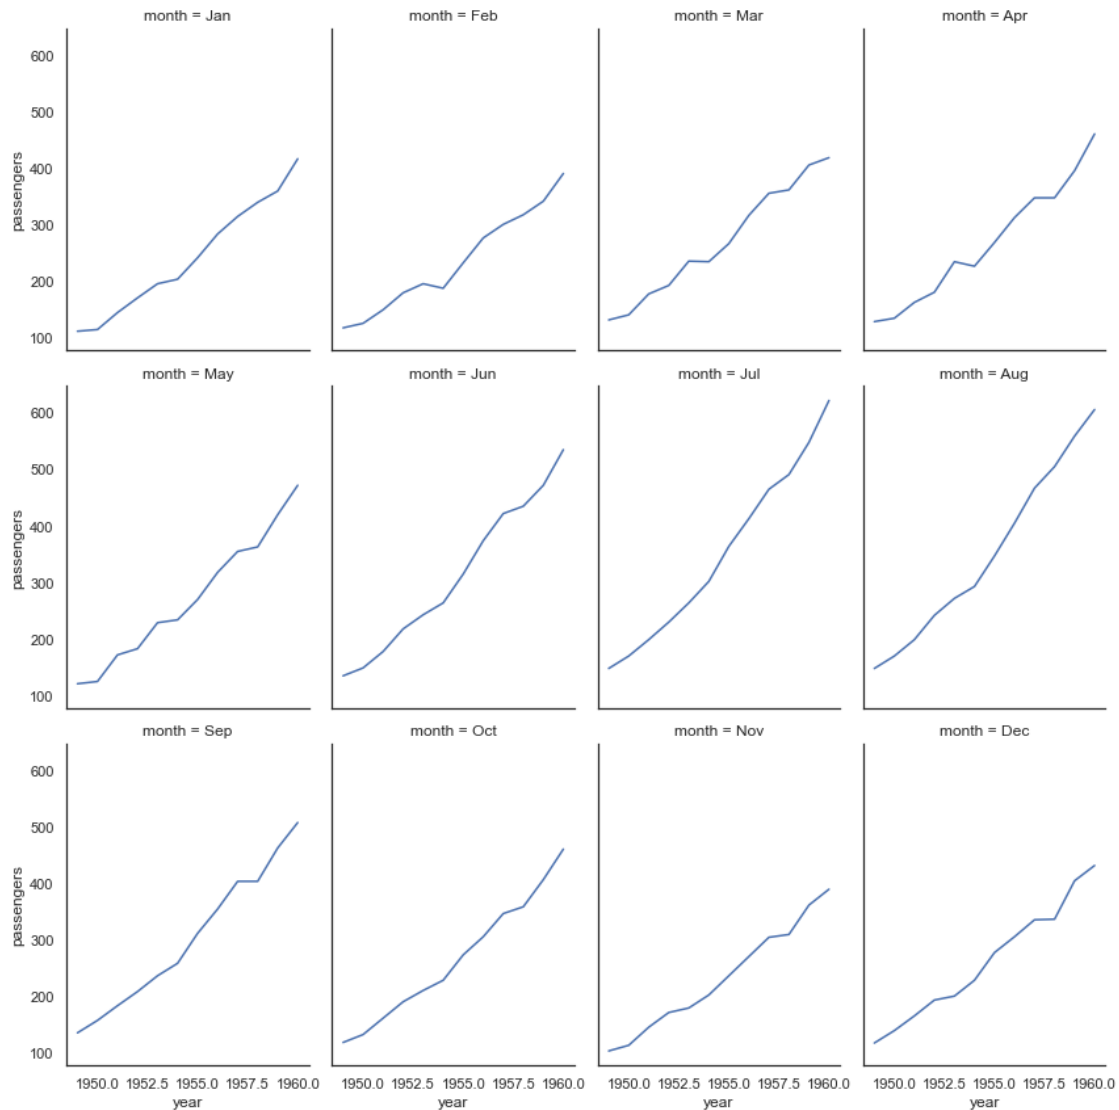 month = Jan month = Feb month = Mar month = Apr
600
500
400
300
200
100
passengers
month = May month = Jun month = Jul month = Aug
600
500
400
300
200
100
passengers
month = Sep month = Oct month = Nov month = Dec
600
500
400
300
200
100
passengers
1950.0 1952.5 1955.0 1957.5 1960.0 1950.0 1952.5 1955.0 1957.5 1960.0 1950.0 1952.5 1955.0 1957.5 1960.0 1950.0 1952.5 1955.0 1957.5 1960.0
year year year year